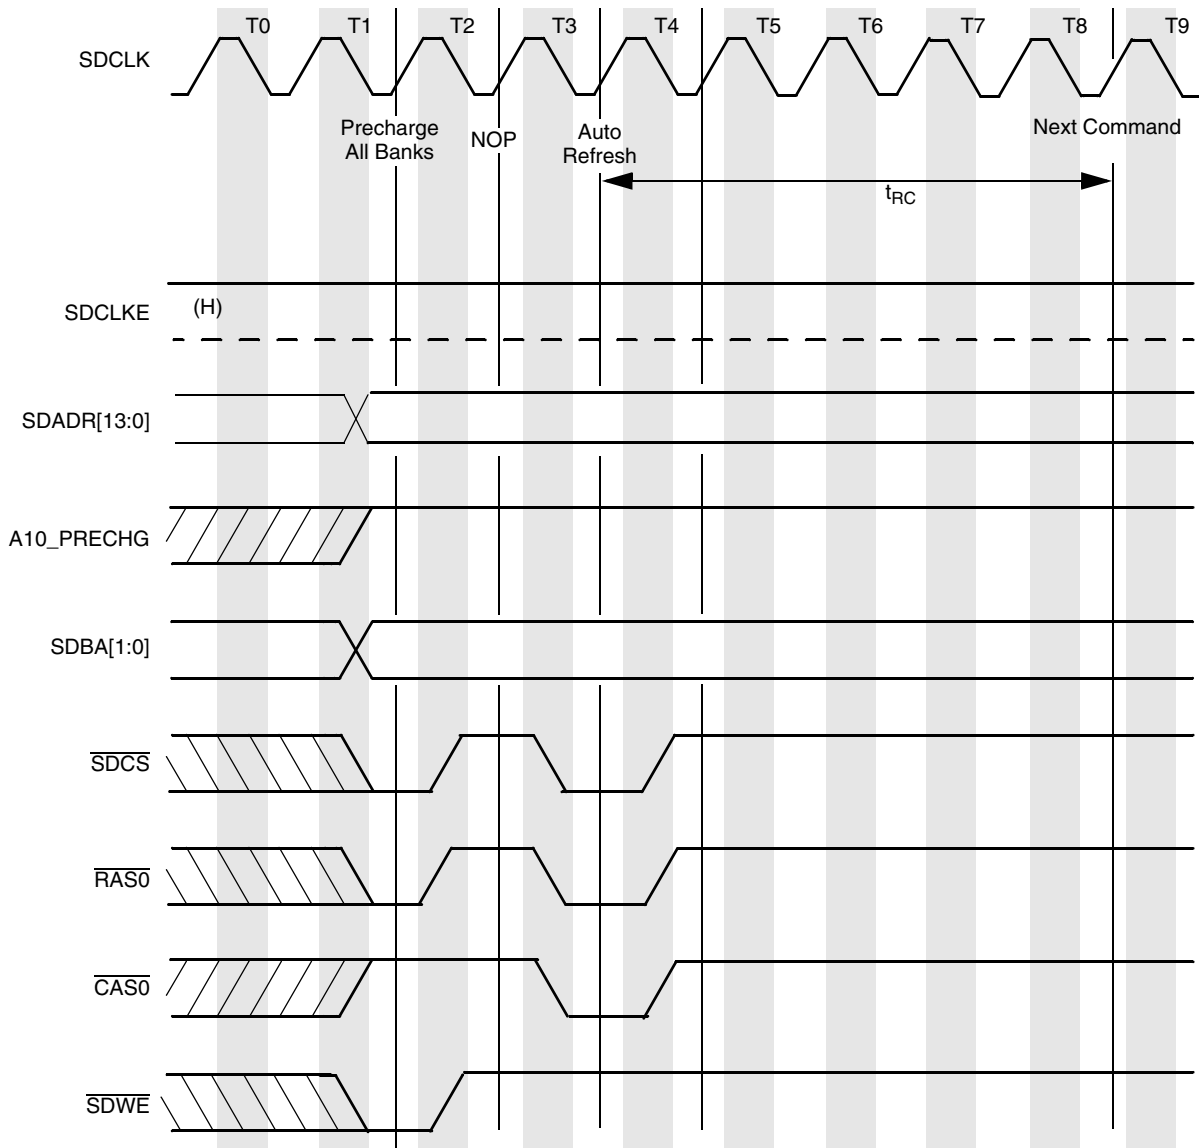 T0 T1 T2 T3 T4 T5 T6 T7 T8 T9
SDCLK
Precharge
All Banks
NOP
Auto
Refresh
Next Command
tRC
SDCLKE
(H)
SDADR[13:0]
A10_PRECHG
SDBA[1:0]
SDCS
RAS0
CAS0
SDWE